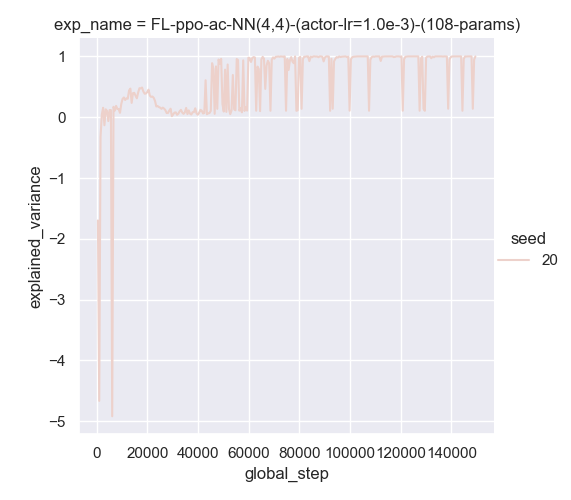 exp_name = FL-ppo-ac-NN(4,4)-(actor-lr=1.0e-3)-(108-params)
1
0
−1
−2
−3
−4
−5
explained_variance
0 20000 40000 60000 80000 100000 120000 140000
global_step
seed
20